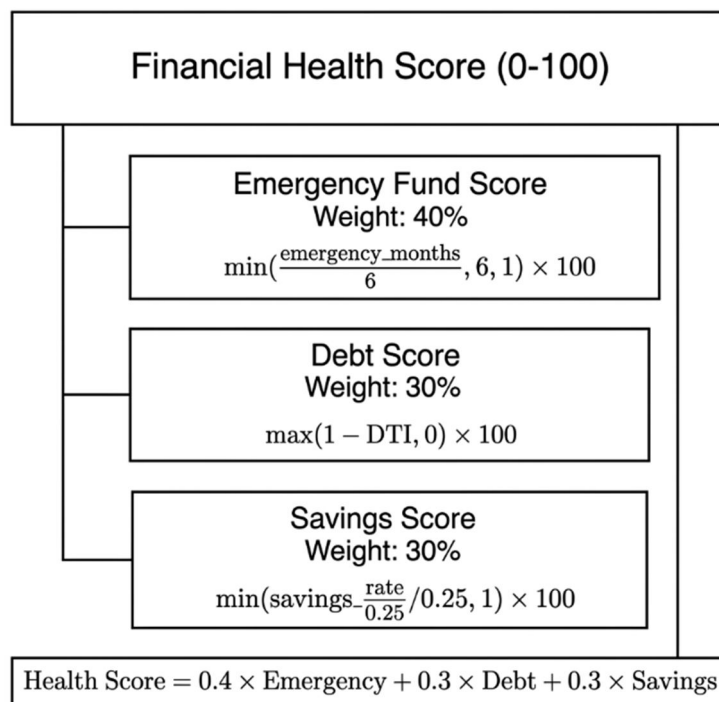 Financial Health Score (0-100)
Emergency Fund Score
Weight: 40%
min(emergency_months/6, 6, 1) × 100
Debt Score
Weight: 30%
max(1 − DTI, 0) × 100
Savings Score
Weight: 30%
min(savings_rate/0.25/0.25, 1) × 100
Health Score = 0.4 × Emergency + 0.3 × Debt + 0.3 × Savings